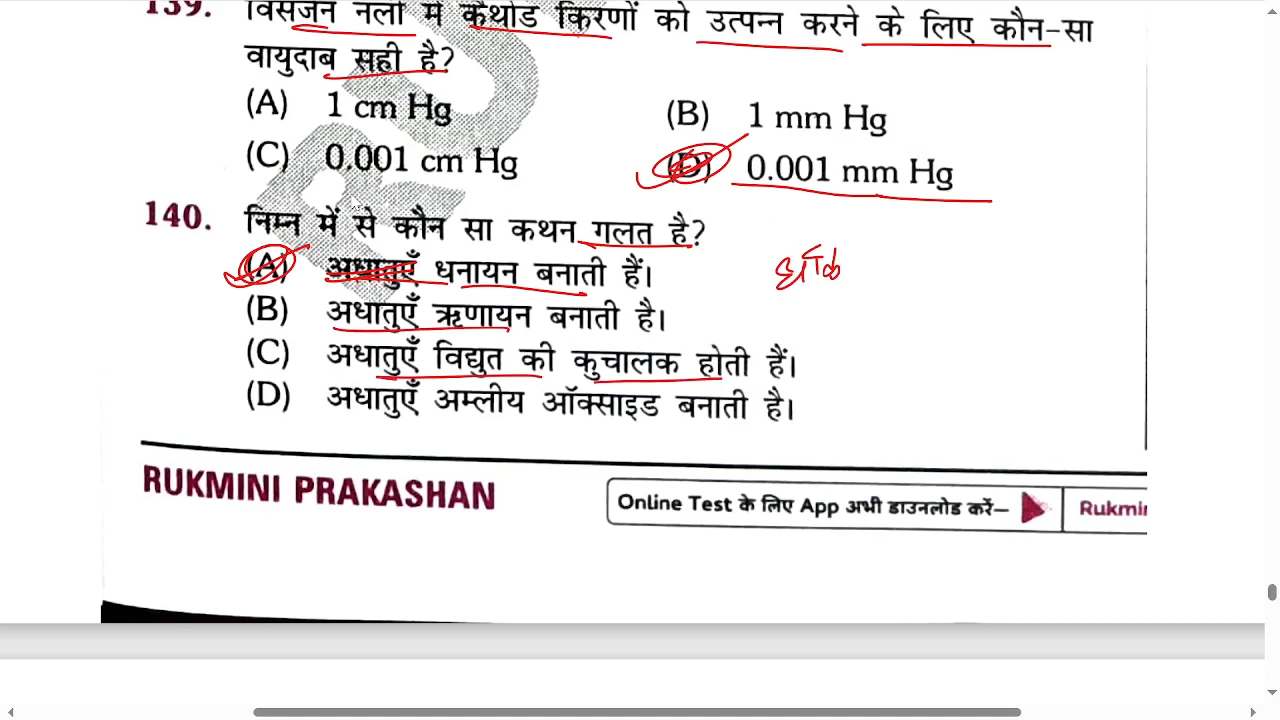 139. विसर्जन नली में कैथोड किरणों को उत्पन्न करने के लिए कौन-सा
वायुदाब सही है?
(A) 1 cm Hg (B) 1 mm Hg
(C) 0.001 cm Hg (D) 0.001 mm Hg
140. निम्न में से कौन सा कथन गलत है?
(A) अधातुएँ धनायन बनाती हैं।
(B) अधातुएँ ऋणायन बनाती है।
(C) अधातुएँ विद्युत की कुचालक होती हैं।
(D) अधातुएँ अम्लीय ऑक्साइड बनाती है।
RUKMINI PRAKASHAN
Online Test के लिए App अभी डाउनलोड करें–